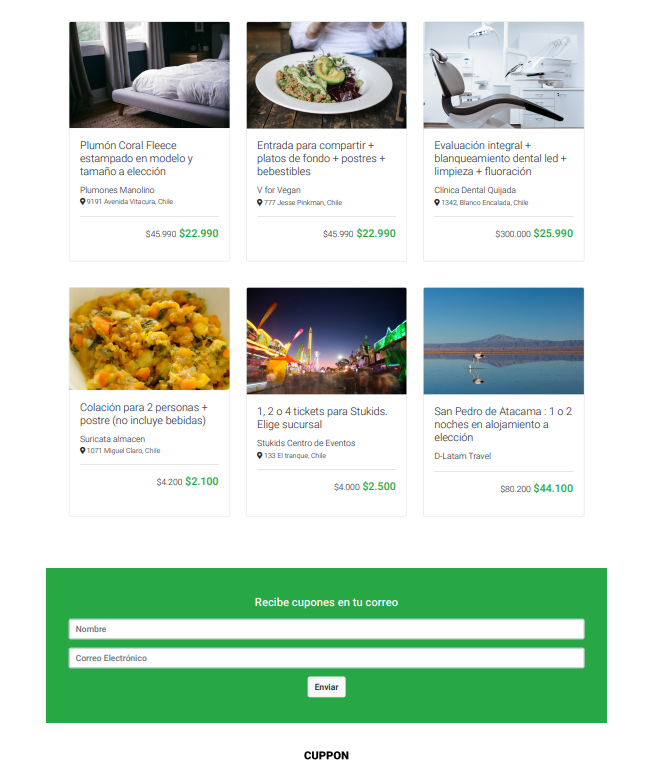 Plumón Coral Fleece
estampado en modelo y
tamaño a elección
Plumones Manolino
9191 Avenida Vitacura, Chile
$45.990 $22.990
Entrada para compartir +
platos de fondo + postres +
bebestibles
V for Vegan
777 Jesse Pinkman, Chile
$45.990 $22.990
Evaluación integral +
blanqueamiento dental led +
limpieza + fluoración
Clínica Dental Quijada
1342, Blanco Encalada, Chile
$300.000 $25.990
Colación para 2 personas +
postre (no incluye bebidas)
Suricata almacen
1071 Miguel Claro, Chile
$4.200 $2.100
1, 2 o 4 tickets para Stukids.
Elige sucursal
Stukids Centro de Eventos
133 El tranque, Chile
$4.000 $2.500
San Pedro de Atacama : 1 o 2
noches en alojamiento a
elección
D-Latam Travel
$80.200 $44.100
Recibe cupones en tu correo
Nombre
Correo Electrónico
Enviar
CUPPON